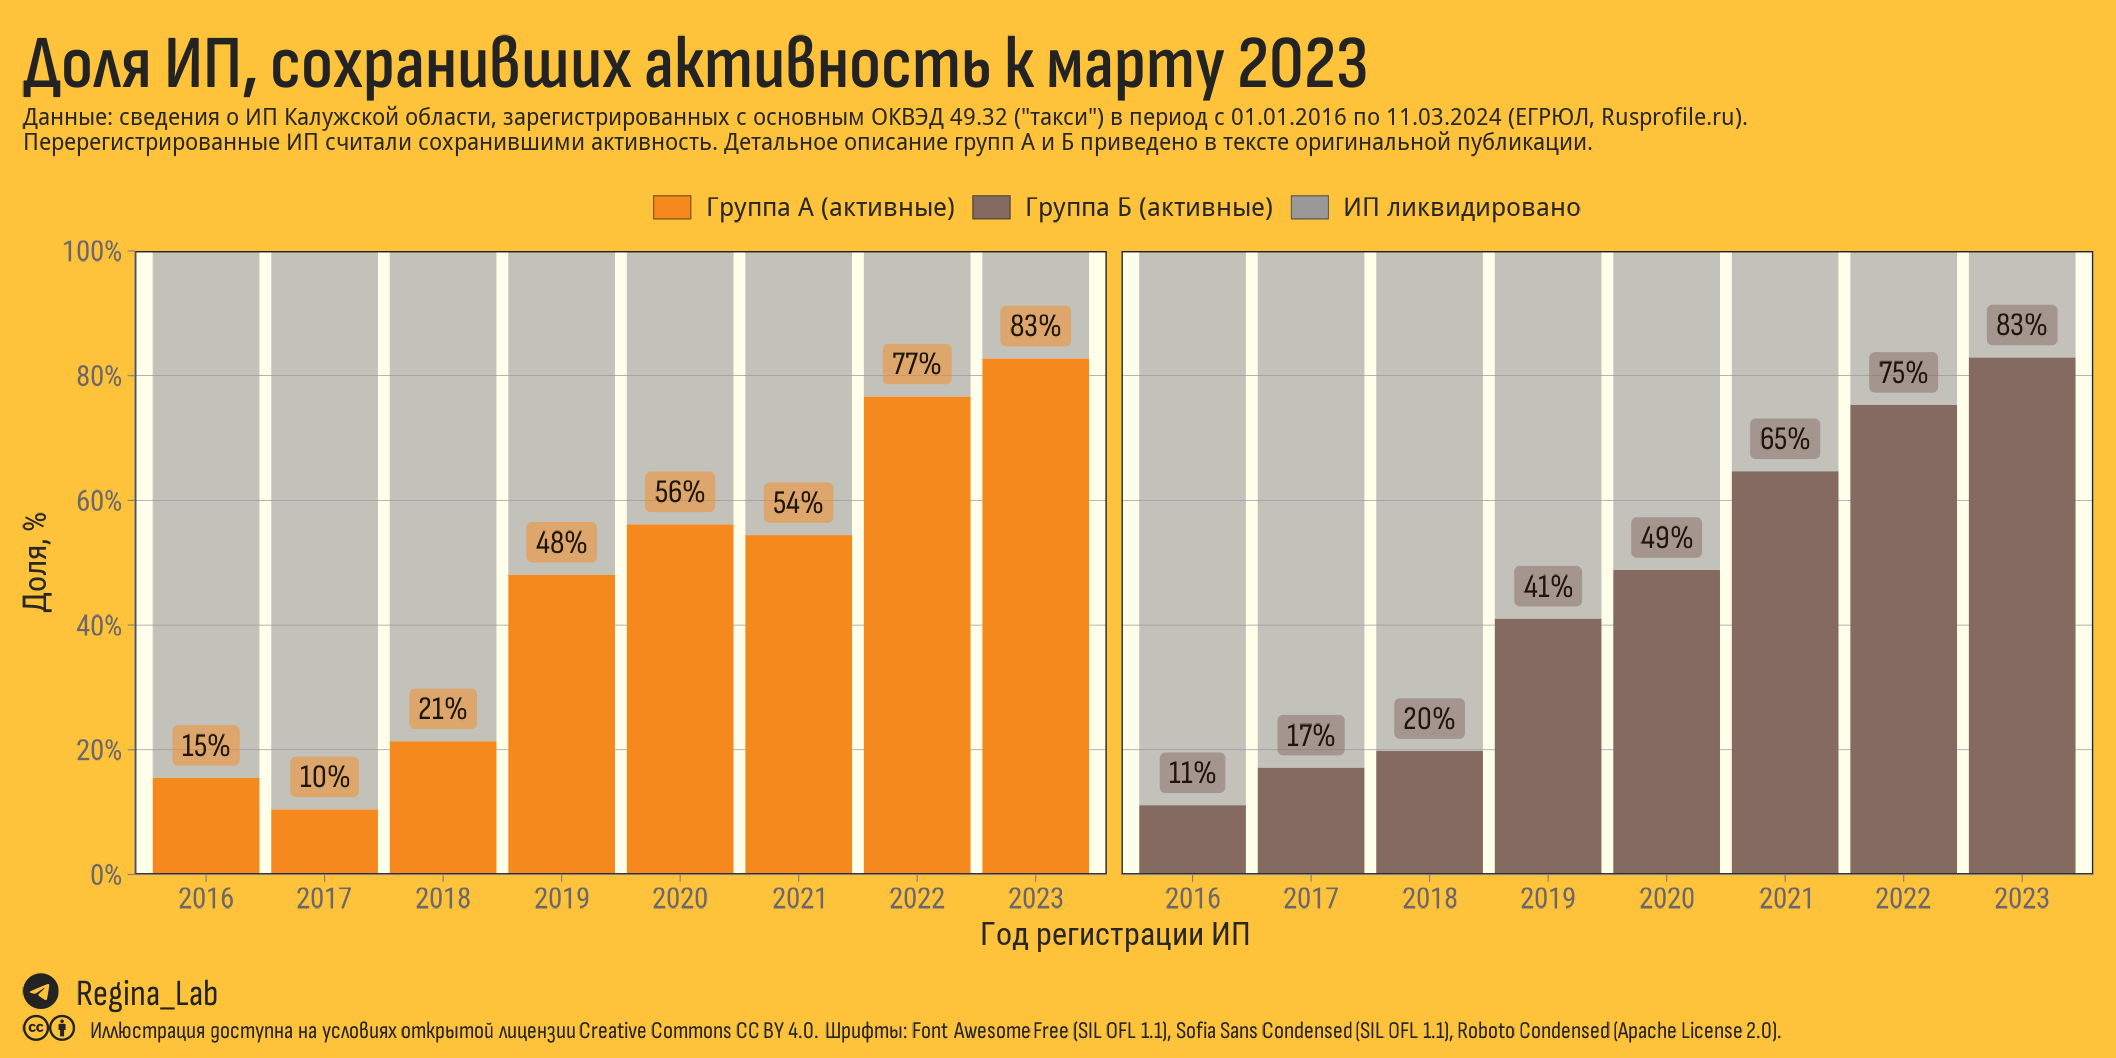 Доля ИП, сохранивших активность к марту 2023
Данные: сведения о ИП Калужской области, зарегистрированных с основным ОКВЭД 49.32 ("такси") в период с 01.01.2016 по 11.03.2024 (ЕГРЮЛ, Rusprofile.ru).
Перерегистрированные ИП считали сохранившими активность. Детальное описание групп А и Б приведено в тексте оригинальной публикации.
Группа А (активные) Группа Б (активные) ИП ликвидировано
Доля, %
100%
80%
60%
40%
20%
0%
15% 10% 21% 48% 56% 54% 77% 83%
11% 17% 20% 41% 49% 65% 75% 83%
2016 2017 2018 2019 2020 2021 2022 2023 2016 2017 2018 2019 2020 2021 2022 2023
Год регистрации ИП
Regina_Lab
cc Иллюстрация доступна на условиях открытой лицензии Creative Commons CC BY 4.0. Шрифты: Font Awesome Free (SIL OFL 1.1), Sofia Sans Condensed (SIL OFL 1.1), Roboto Condensed (Apache License 2.0).